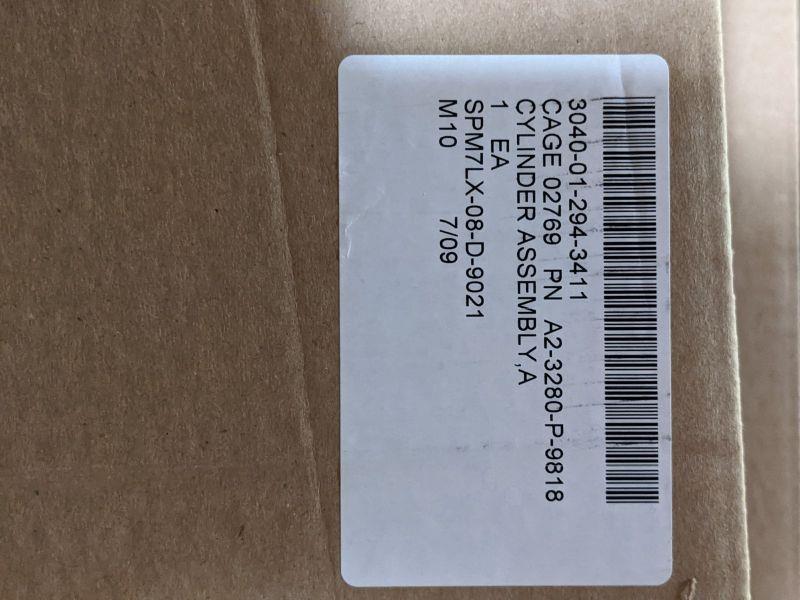 3040-01-294-3411
CAGE 02769 PN A2-3280-P-9818
CYLINDER ASSEMBLY,A
1 EA
SPM7LX-08-D-9021
M10 7/09